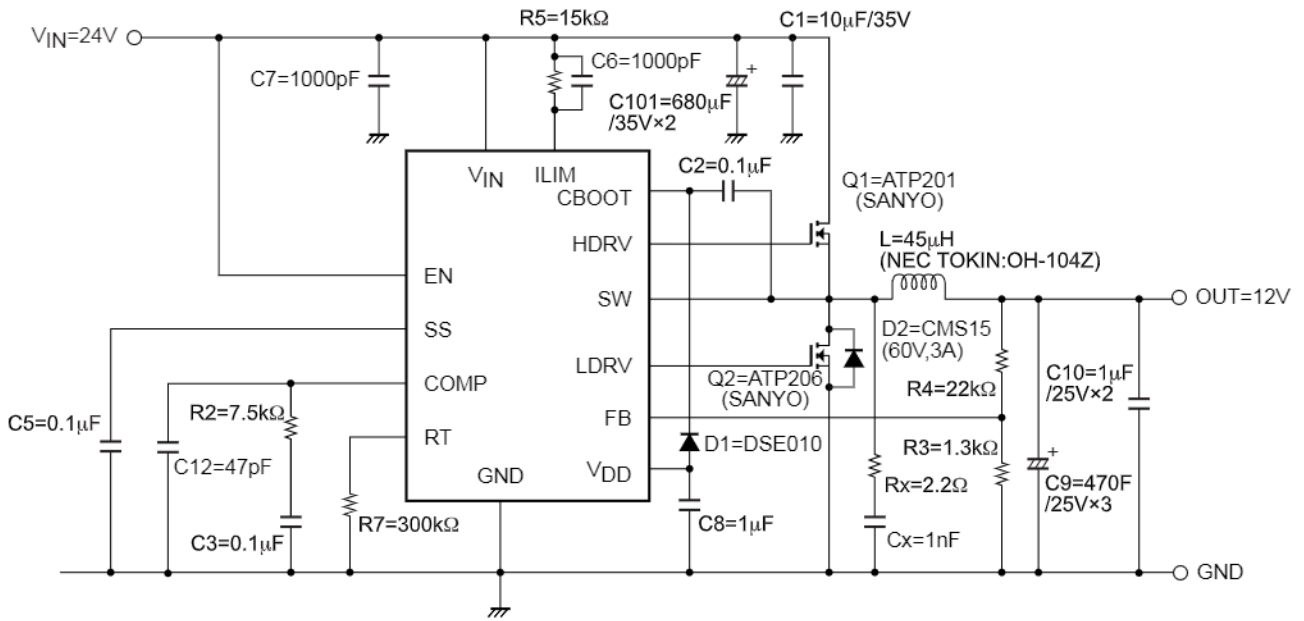 R5=15kΩ
C1=10μF/35V
VIN=24V
C7=1000pF
C6=1000pF
C101=680μF
/35V×2
VIN
ILIM
C2=0.1μF
CBOOT
Q1=ATP201
(SANYO)
HDRV
L=45μH
(NEC TOKIN:OH-104Z)
EN
SW
OUT=12V
SS
D2=CMS15
(60V,3A)
LDRV
Q2=ATP206
(SANYO)
COMP
R4=22kΩ
C10=1μF
/25V×2
C5=0.1μF
R2=7.5kΩ
FB
RT
D1=DSE010
R3=1.3kΩ
C12=47pF
GND
VDD
Rx=2.2Ω
C9=470F
/25V×3
R7=300kΩ
C8=1μF
C3=0.1μF
Cx=1nF
GND